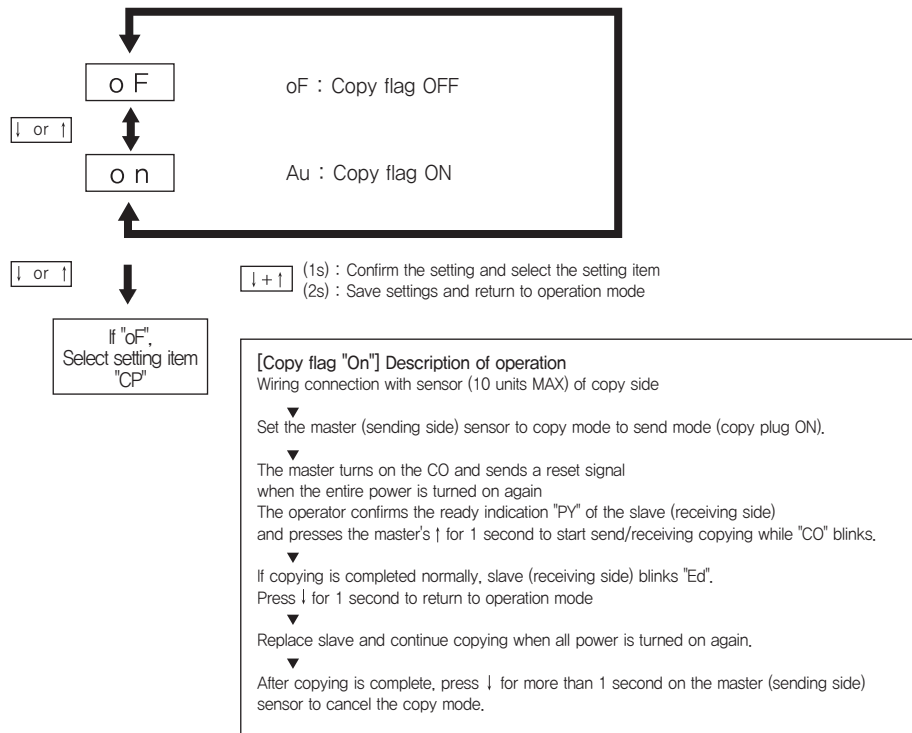 o F
oF : Copy flag OFF
↓ or ↑
o n
Au : Copy flag ON
↓ or ↑
↓+↑
(1s) : Confirm the setting and select the setting item
(2s) : Save settings and return to operation mode
If "oF",
Select setting item
"CP"
[Copy flag "On"] Description of operation
Wiring connection with sensor (10 units MAX) of copy side
▼
Set the master (sending side) sensor to copy mode to send mode (copy plug ON).
▼
The master turns on the CO and sends a reset signal
when the entire power is turned on again
The operator confirms the ready indication "PY" of the slave (receiving side)
and presses the master's ↑ for 1 second to start send/receiving copying while "CO" blinks.
▼
If copying is completed normally, slave (receiving side) blinks "Ed".
Press ↓ for 1 second to return to operation mode
▼
Replace slave and continue copying when all power is turned on again.
▼
After copying is complete, press ↓ for more than 1 second on the master (sending side)
sensor to cancel the copy mode.